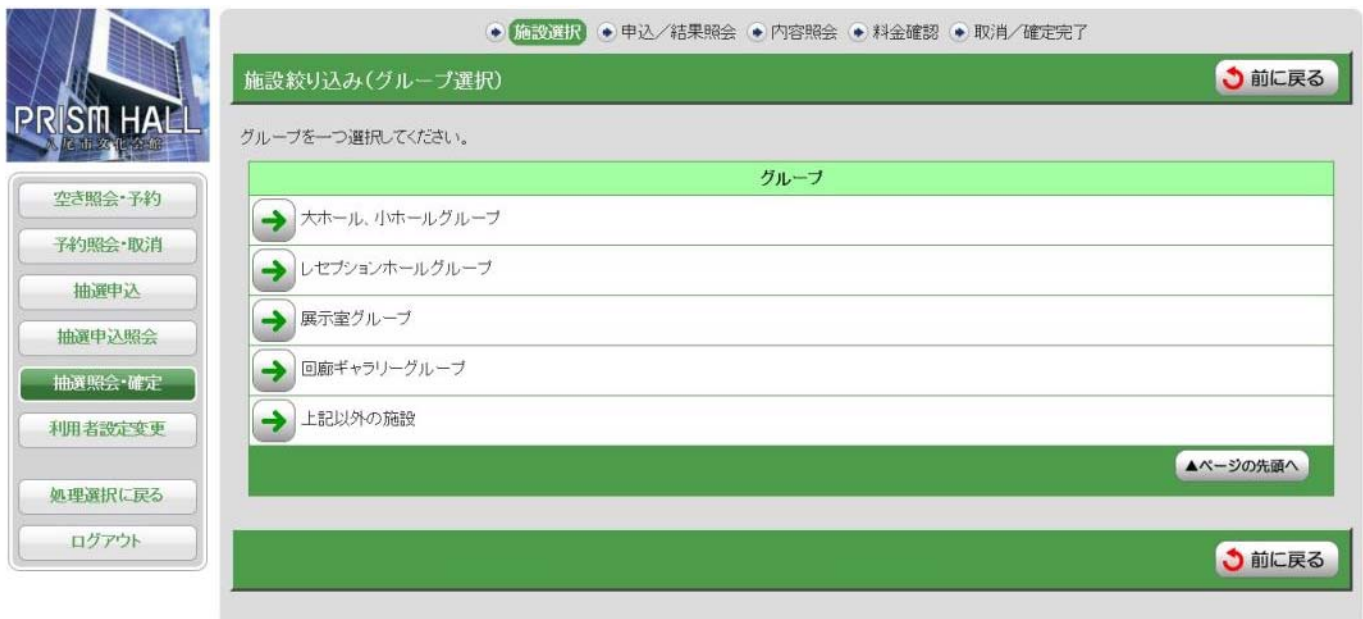 施設選択 申込／結果照会 内容照会 料金確認 取消／確定完了
施設絞り込み（グループ選択）
前に戻る
PRISM HALL
八尾市文化会館
グループを一つ選択してください。
グループ
大ホール、小ホールグループ
レセプションホールグループ
展示室グループ
回廊ギャラリーグループ
上記以外の施設
▲ページの先頭へ
前に戻る
空き照会・予約
予約照会・取消
抽選申込
抽選申込照会
抽選照会・確定
利用者設定変更
処理選択に戻る
ログアウト